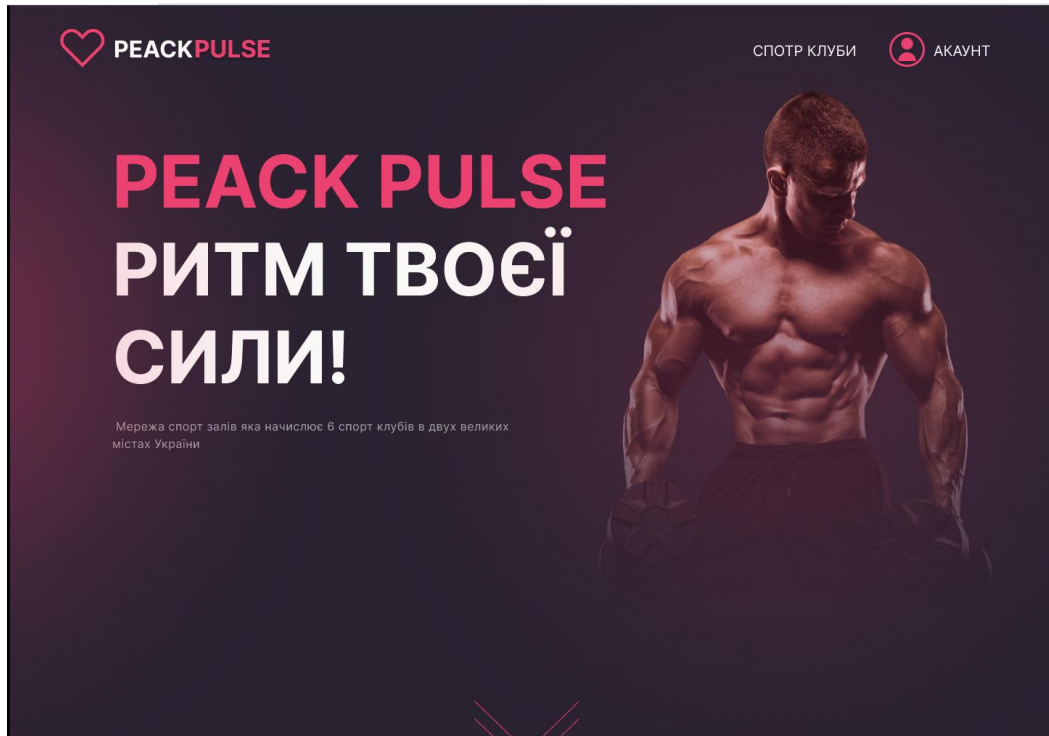 PEACKPULSE
СПОТР КЛУБИ
АКАУНТ
PEACK PULSE
РИТМ ТВОЄЇ
СИЛИ!
Мережа спорт залів яка начислює 6 спорт клубів в двух великих
містах України